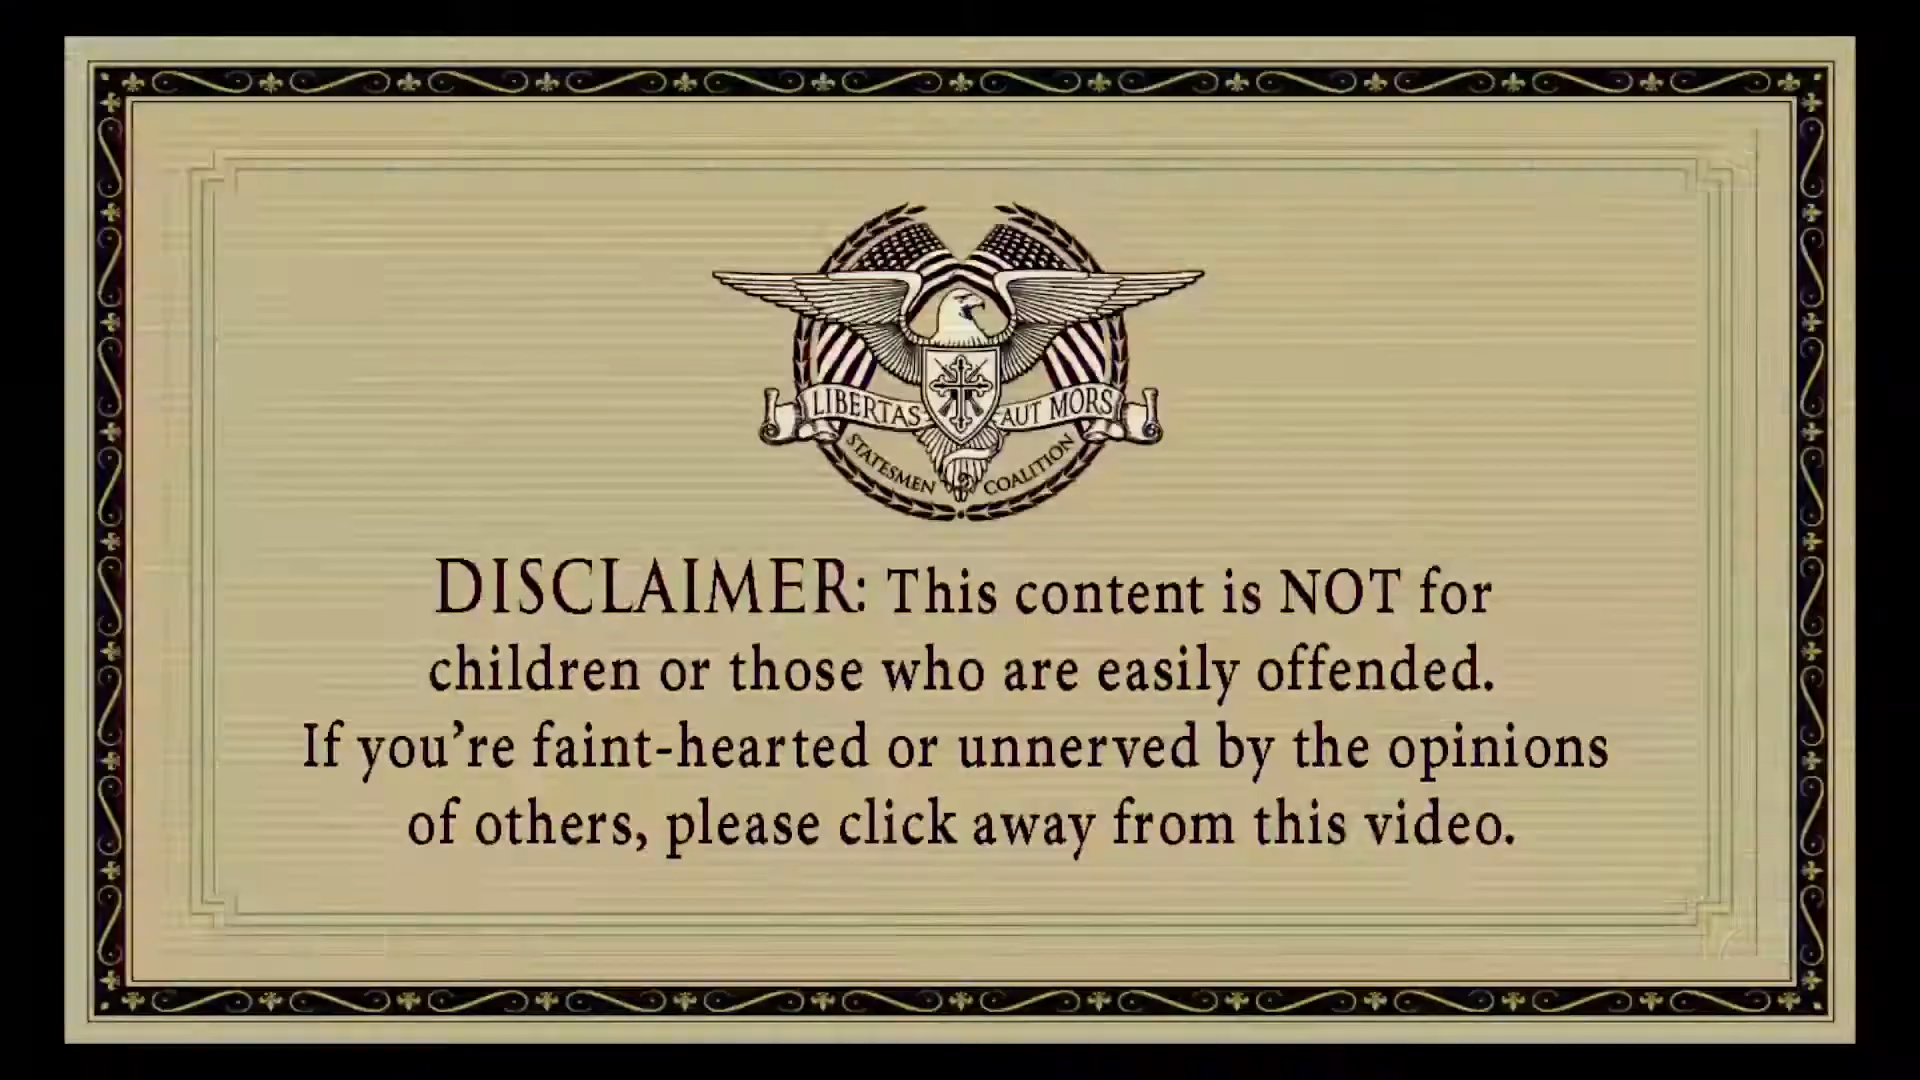 LIBERTAS AUT MORS
STATESMEN COALITION
DISCLAIMER: This content is NOT for
children or those who are easily offended.
If you’re faint-hearted or unnerved by the opinions
of others, please click away from this video.